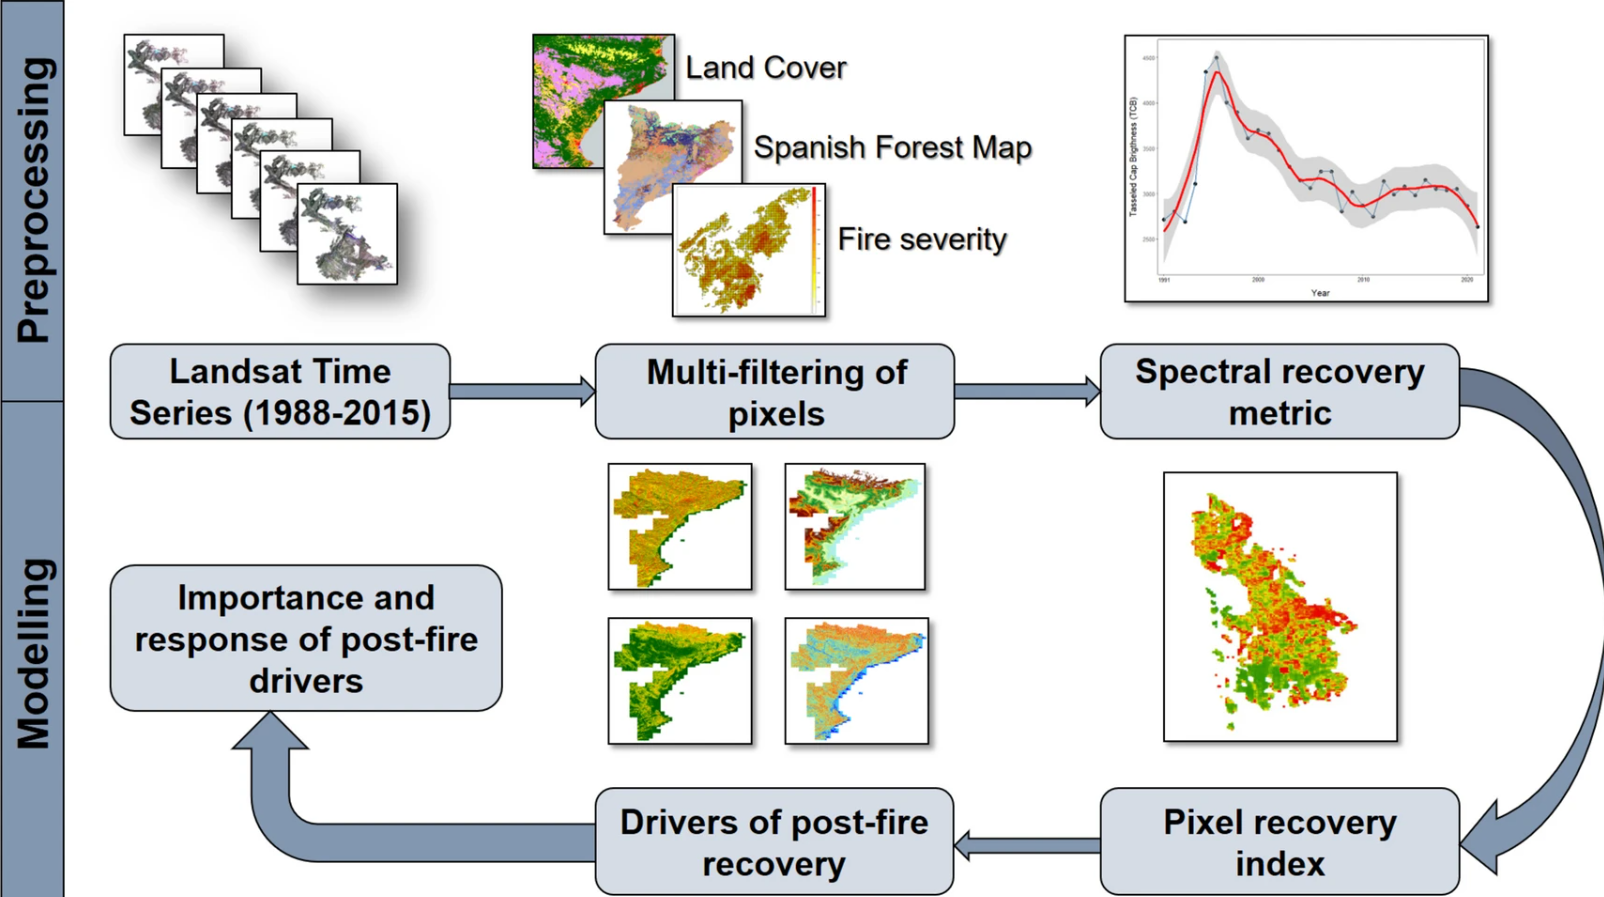 Preprocessing
Land Cover
Spanish Forest Map
Fire severity
Tasseled Cap Brigthness (TCB)
4500
4000
3500
3000
2500
1991
2000
2010
2020
Year
Landsat Time
Series (1988-2015)
Multi-filtering of
pixels
Spectral recovery
metric
Modelling
Importance and
response of post-fire
drivers
Drivers of post-fire
recovery
Pixel recovery
index